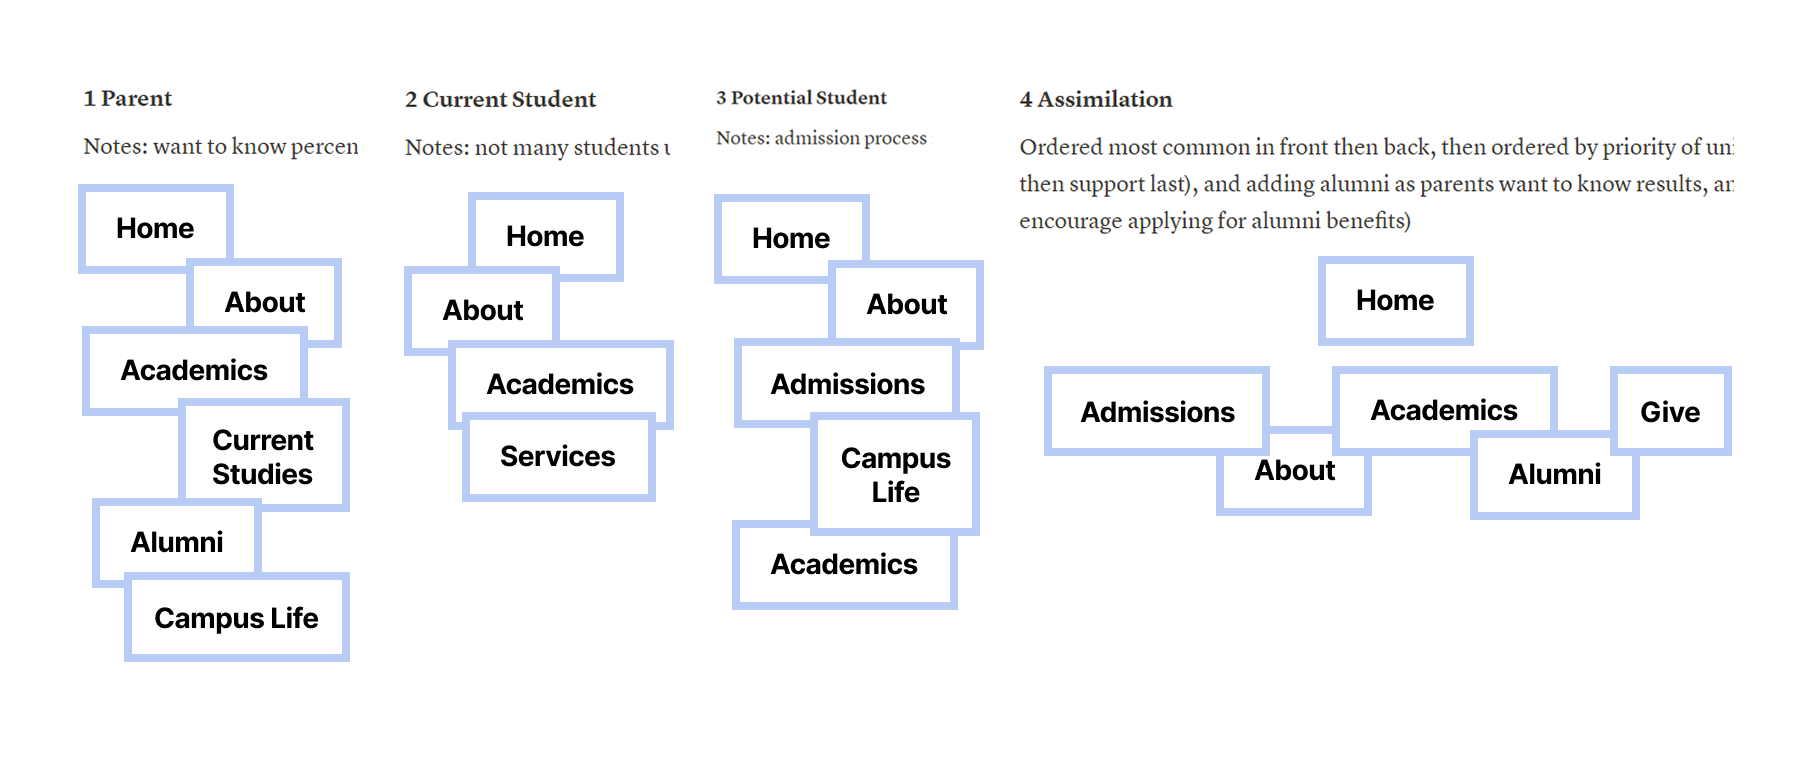 1 Parent
Notes: want to know percen
Home
About
Academics
Current
Studies
Alumni
Campus Life
2 Current Student
Notes: not many students
Home
About
Academics
Services
3 Potential Student
Notes: admission process
Home
About
Admissions
Campus
Life
Academics
4 Assimilation
Ordered most common in front then back, then ordered by priority of uni
then support last), and adding alumni as parents want to know results, an
encourage applying for alumni benefits)
Home
Admissions
About
Academics
Alumni
Give